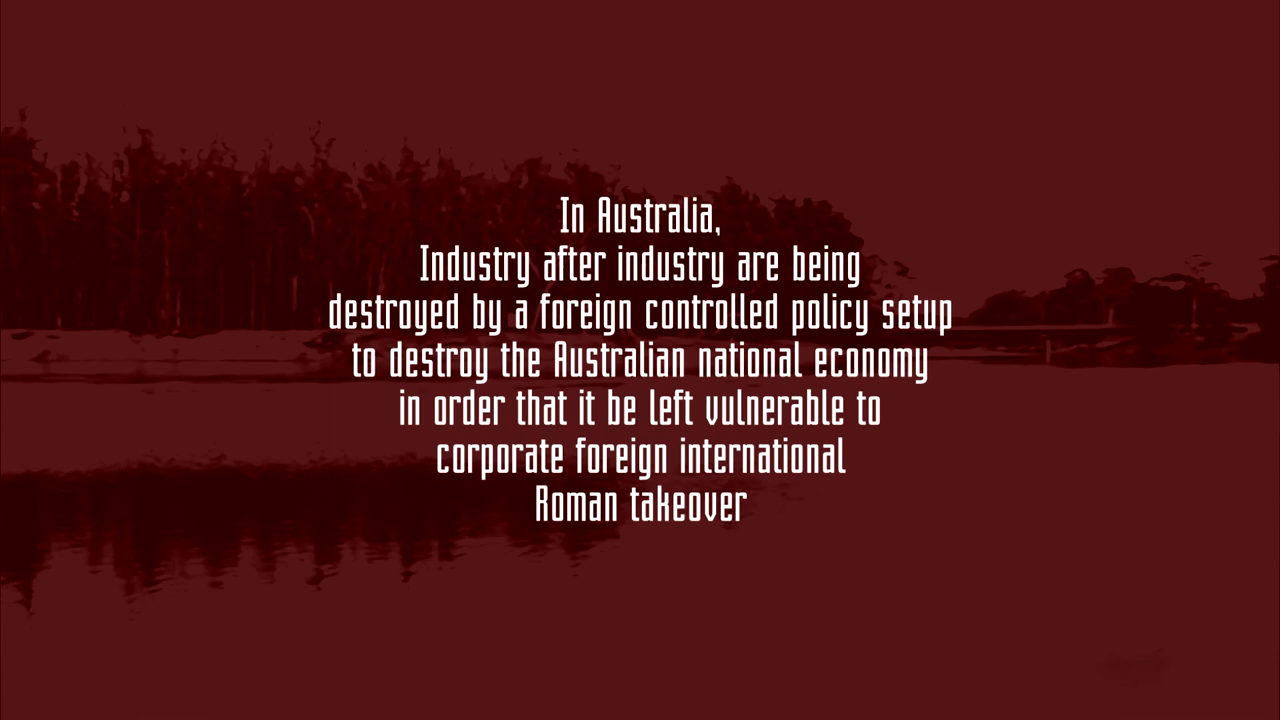 In Australia,
Industry after industry are being
destroyed by a foreign controlled policy setup
to destroy the Australian national economy
in order that it be left vulnerable to
corporate foreign international
Roman takeover